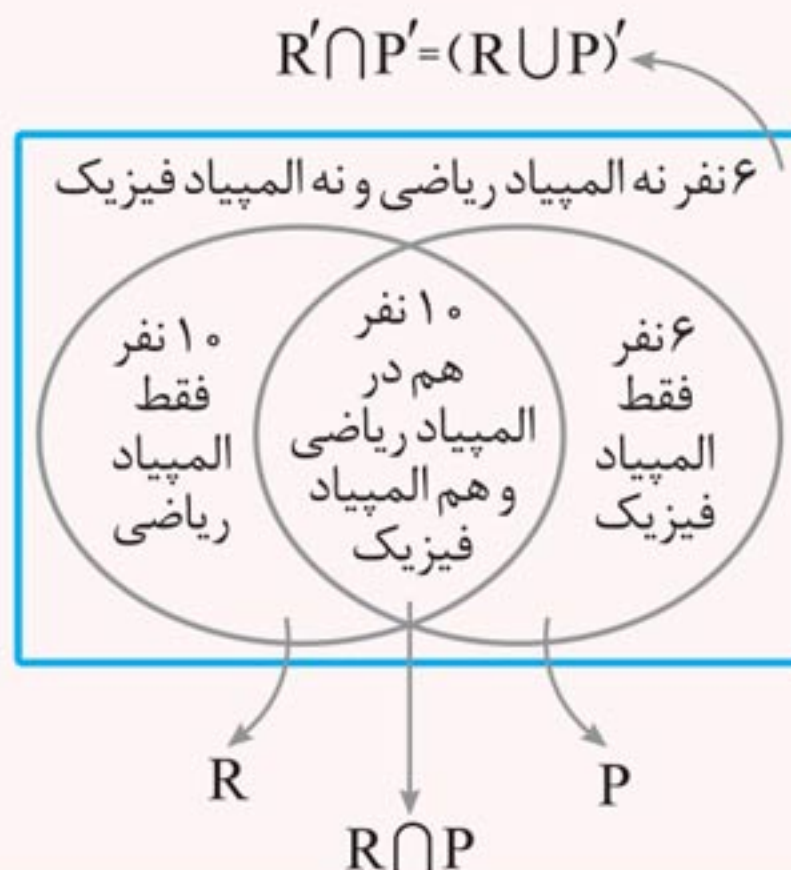 R′∩P′=(R∪P)′
۶ نفر نه المپیاد ریاضی و نه المپیاد فیزیک
۱۰ نفر
فقط
المپیاد
ریاضی
۱۰ نفر
هم در
المپیاد ریاضی
و هم المپیاد
فیزیک
۶ نفر
فقط
المپیاد
فیزیک
R
R∩P
P